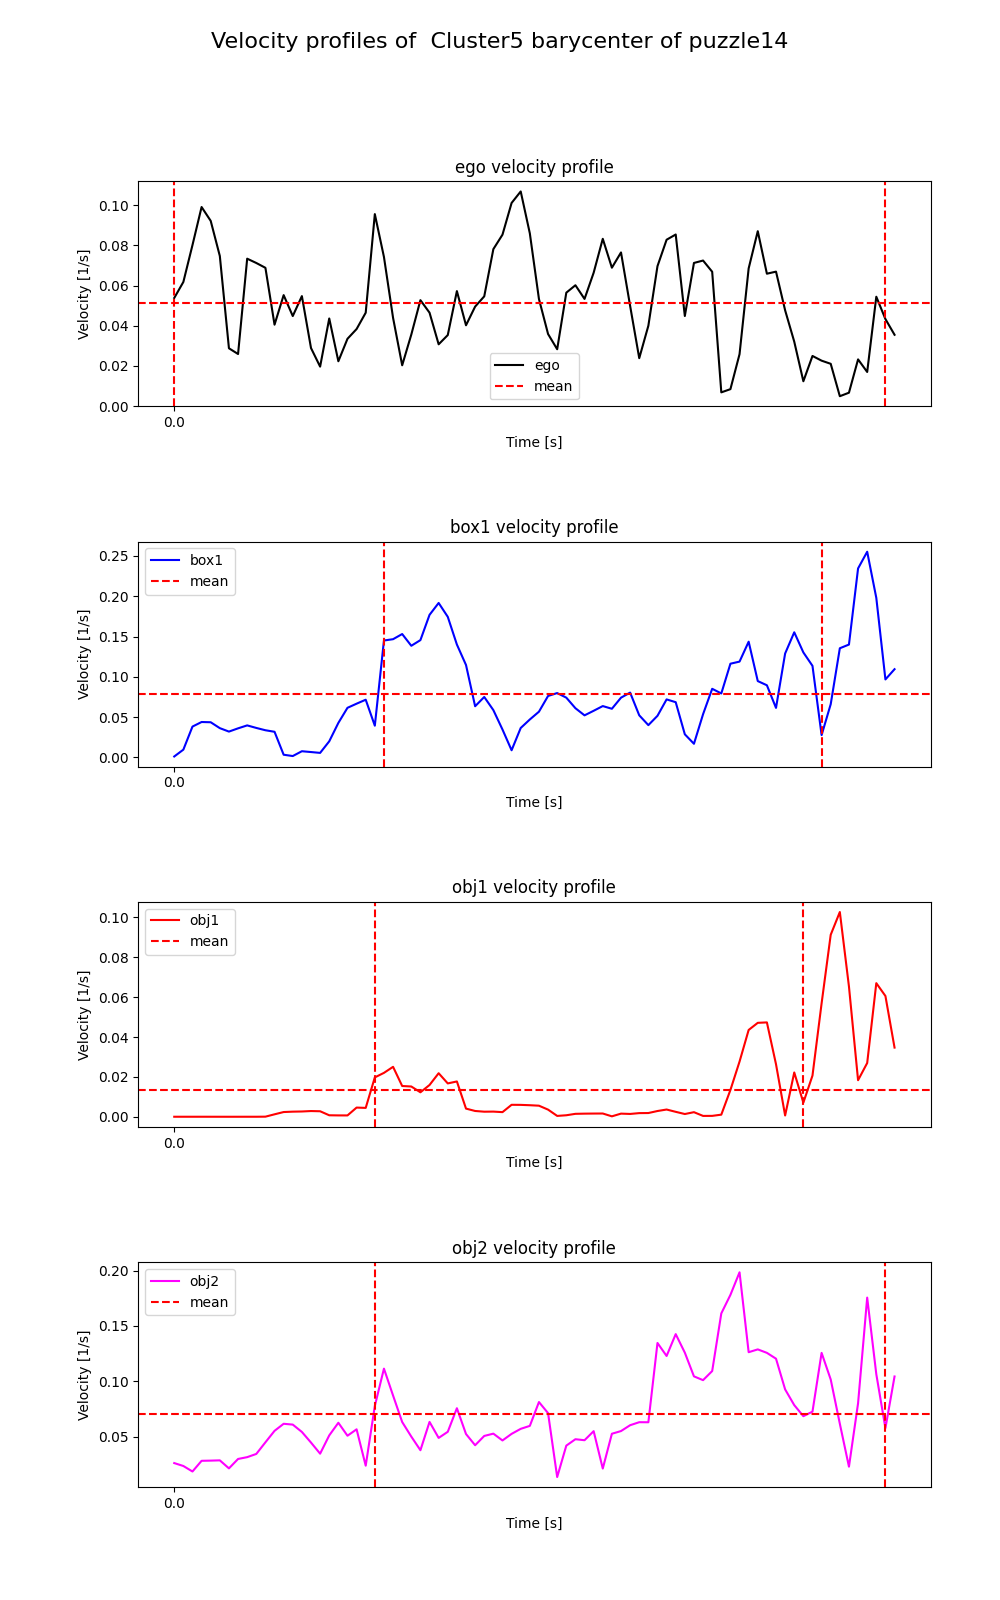 Velocity profiles of  Cluster5 barycenter of puzzle14
ego velocity profile
Velocity [1/s]
0.10
0.08
0.06
0.04
0.02
0.00
ego
mean
0.0
Time [s]
box1 velocity profile
Velocity [1/s]
0.25
0.20
0.15
0.10
0.05
0.00
box1
mean
0.0
Time [s]
obj1 velocity profile
Velocity [1/s]
0.10
0.08
0.06
0.04
0.02
0.00
obj1
mean
0.0
Time [s]
obj2 velocity profile
Velocity [1/s]
0.20
0.15
0.10
0.05
obj2
mean
0.0
Time [s]